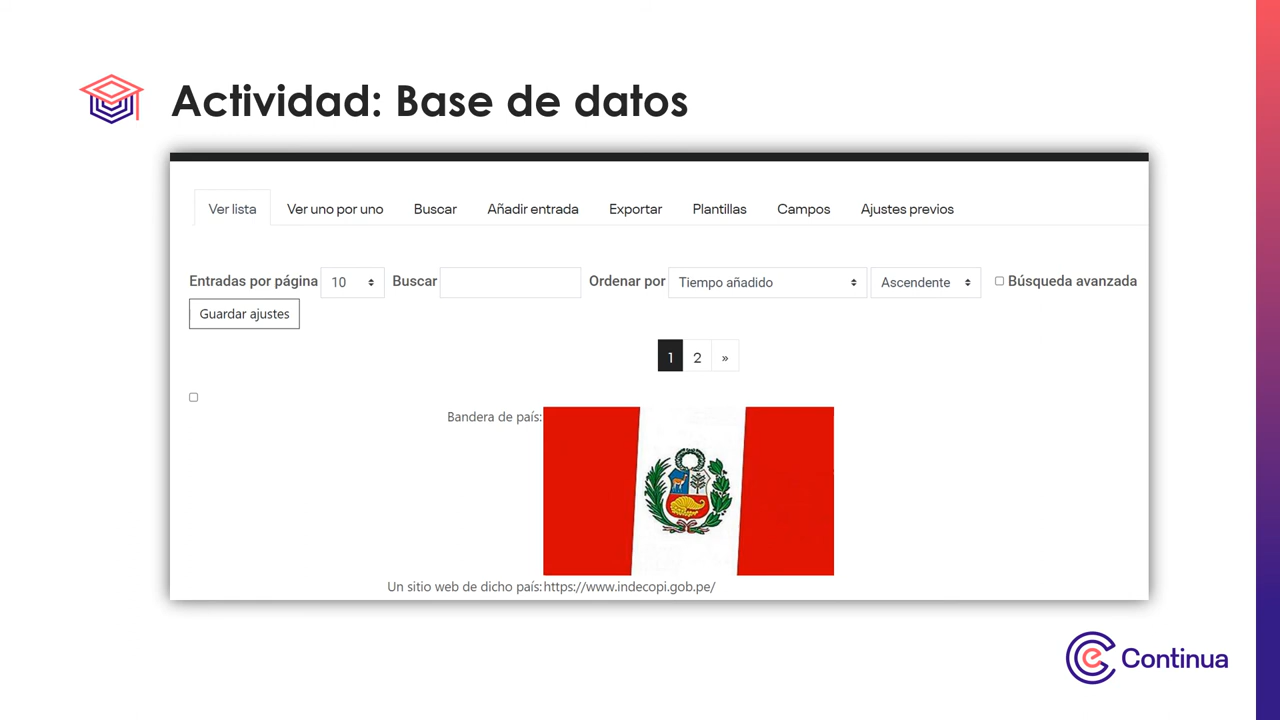 Actividad: Base de datos
Ver lista Ver uno por uno Buscar Añadir entrada Exportar Plantillas Campos Ajustes previos
Entradas por página 10 Buscar Ordenar por Tiempo añadido Ascendente Búsqueda avanzada
Guardar ajustes
1 2 »
Bandera de país:
Un sitio web de dicho país: https://www.indecopi.gob.pe/
e Continua